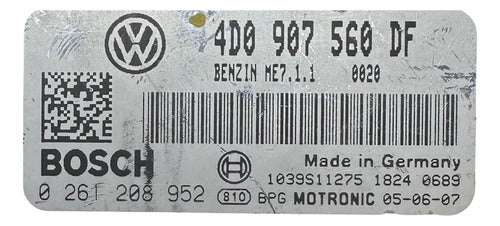 4D0 907 560 DF
BENZIN ME7.1.1 0020
BOSCH
Made in Germany
1039S11275 1824 0689
0 261 208 952 810 BPG MOTRONIC 05-06-07